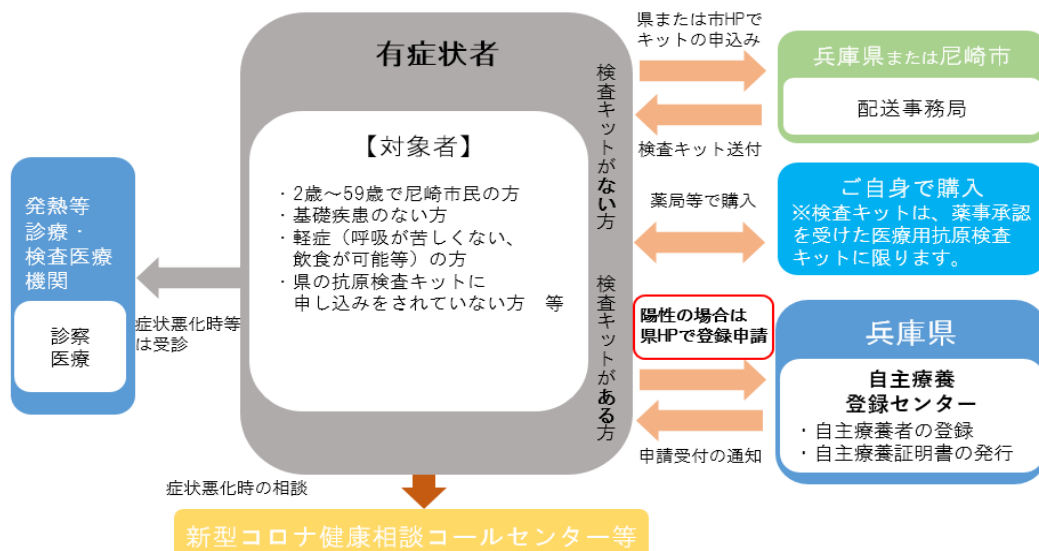 有症状者
【対象者】
・2歳～59歳で尼崎市民の方
・基礎疾患のない方
・軽症（呼吸が苦しくない、
飲食が可能等）の方
・県の抗原検査キットに
申し込みをされていない方　等
検査キットがない方
検査キットがある方
県または市HPで
キットの申込み
検査キット送付
兵庫県または尼崎市
配送事務局
薬局等で購入
ご自身で購入
※検査キットは、薬事承認
を受けた医療用抗原検査
キットに限ります。
陽性の場合は
県HPで登録申請
申請受付の通知
兵庫県
自主療養
登録センター
・自主療養者の登録
・自主療養証明書の発行
発熱等
診療・
検査医療
機関
診察
医療
症状悪化時等
は受診
症状悪化時の相談
新型コロナ健康相談コールセンター等